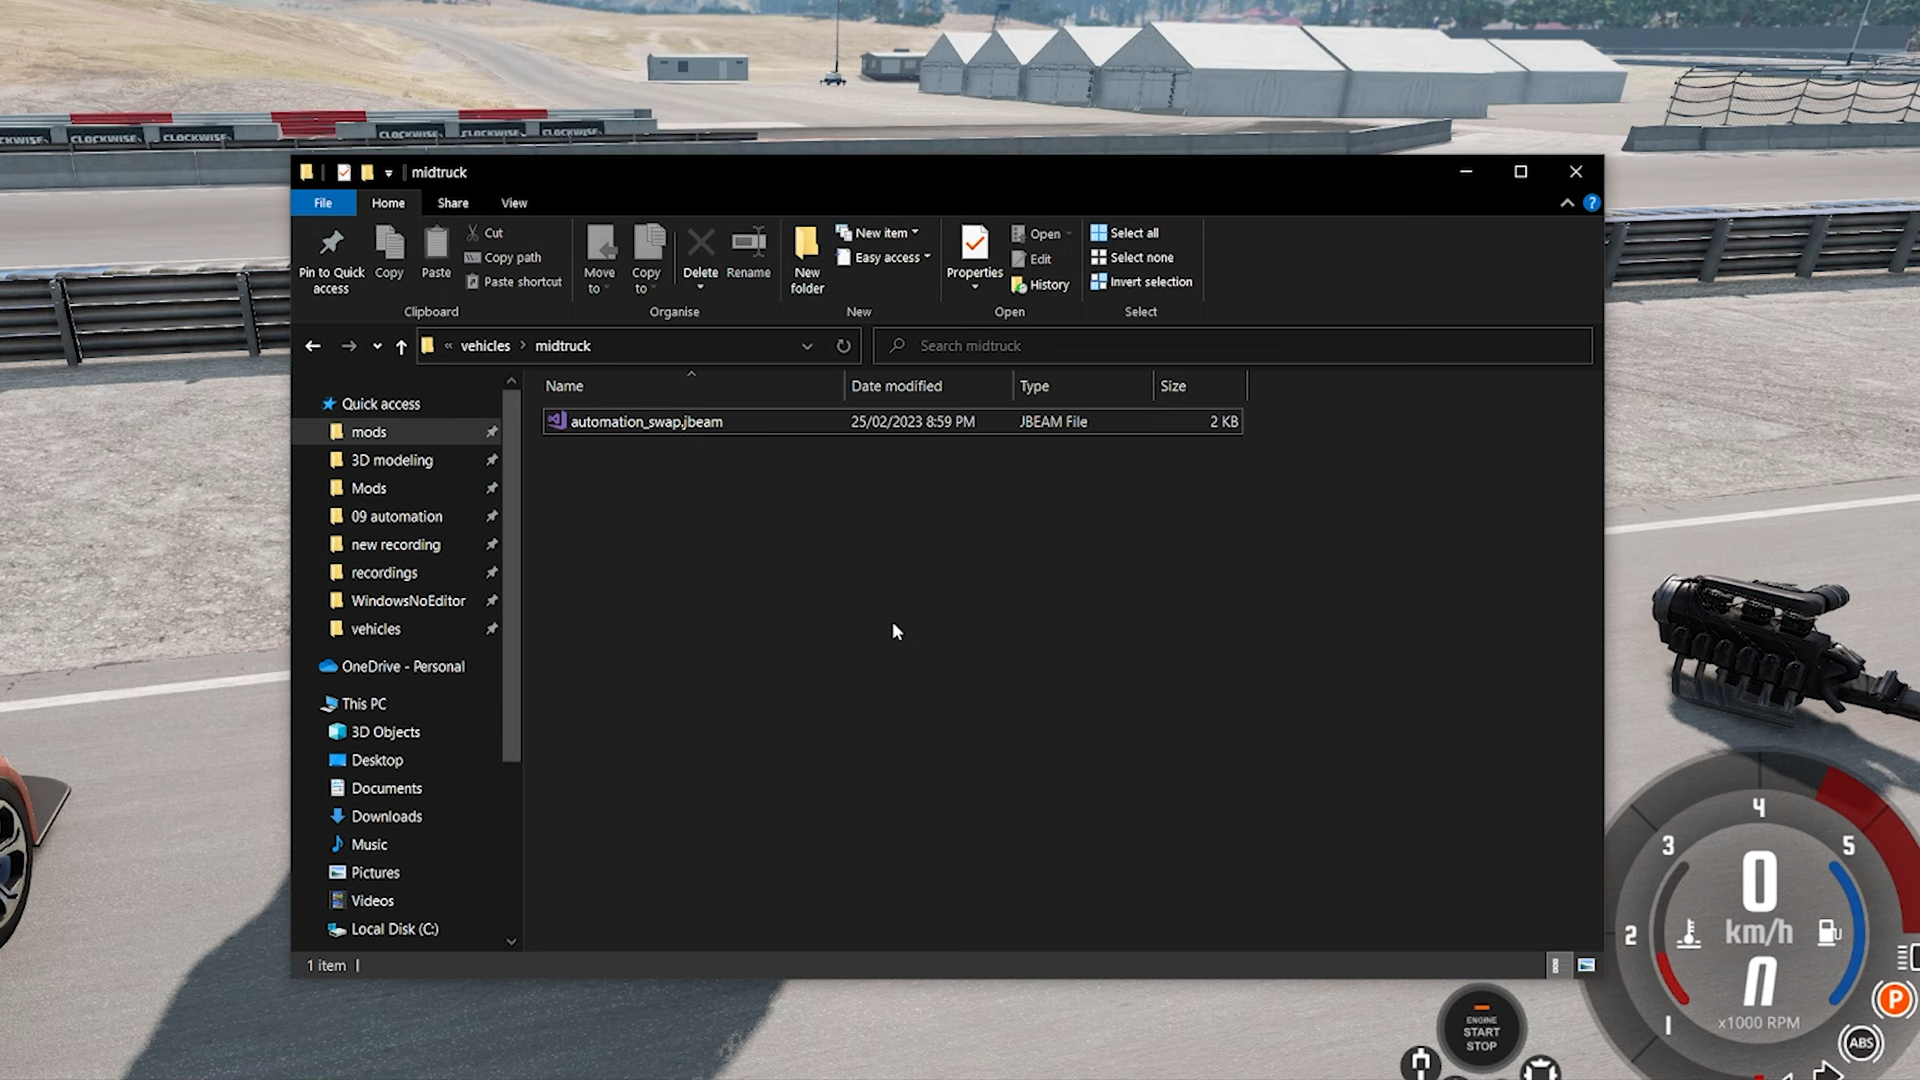 CLOCKWISE CLOCKWISE CLOCKWISE CLOCKWISE CLOCKWISE
midtruck
File Home Share View
Pin to Quick access
Copy
Paste
Cut
Copy path
Paste shortcut
Clipboard
Move to
Copy to
Delete
Rename
Organise
New folder
New item
Easy access
New
Properties
Open
Edit
History
Open
Select all
Select none
Invert selection
Select
« vehicles > midtruck
Search midtruck
Name Date modified Type Size
automation_swap.jbeam 25/02/2023 8:59 PM JBEAM File 2 KB
Quick access
mods
3D modeling
Mods
09 automation
new recording
recordings
WindowsNoEditor
vehicles
OneDrive - Personal
This PC
3D Objects
Desktop
Documents
Downloads
Music
Pictures
Videos
Local Disk (C:)
1 item
4
3 5
0
2 km/h
n
1 x1000 RPM
P
ABS
ENGINE
START
STOP